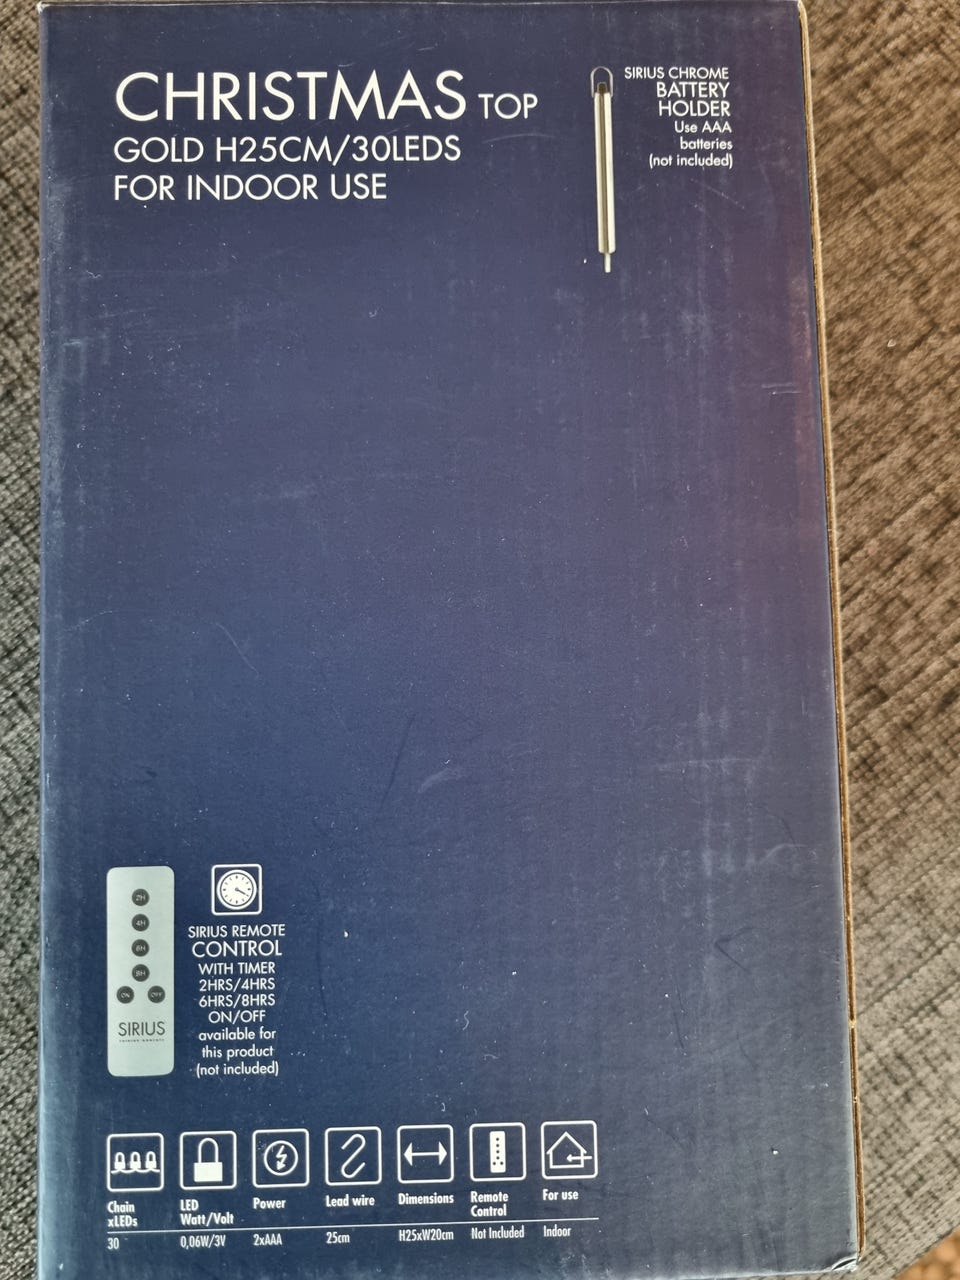 CHRISTMAS TOP
GOLD H25CM/30LEDS
FOR INDOOR USE
SIRIUS CHROME
BATTERY
HOLDER
Use AAA
batteries
(not included)
2H
4H
6H
8H
ON OFF
SIRIUS
SIRIUS REMOTE
CONTROL
WITH TIMER
2HRS/4HRS
6HRS/8HRS
ON/OFF
available for
this product
(not included)
Chain
xLEDs
30
LED
Watt/Volt
0,06W/3V
Power
2xAAA
Lead wire
25cm
Dimensions
H25xW20cm
Remote
Control
Not Included
For use
Indoor